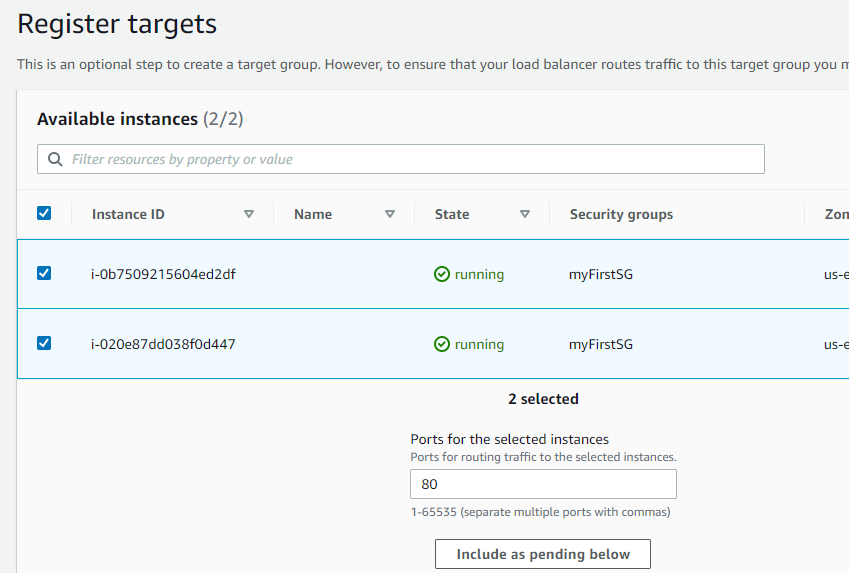 Register targets
This is an optional step to create a target group. However, to ensure that your load balancer routes traffic to this target group you
Available instances (2/2)
Filter resources by property or value
Instance ID Name State Security groups
i-0b7509215604ed2df running myFirstSG us-e
i-020e87dd038f0d447 running myFirstSG us-e
2 selected
Ports for the selected instances
Ports for routing traffic to the selected instances.
80
1-65535 (separate multiple ports with commas)
Include as pending below